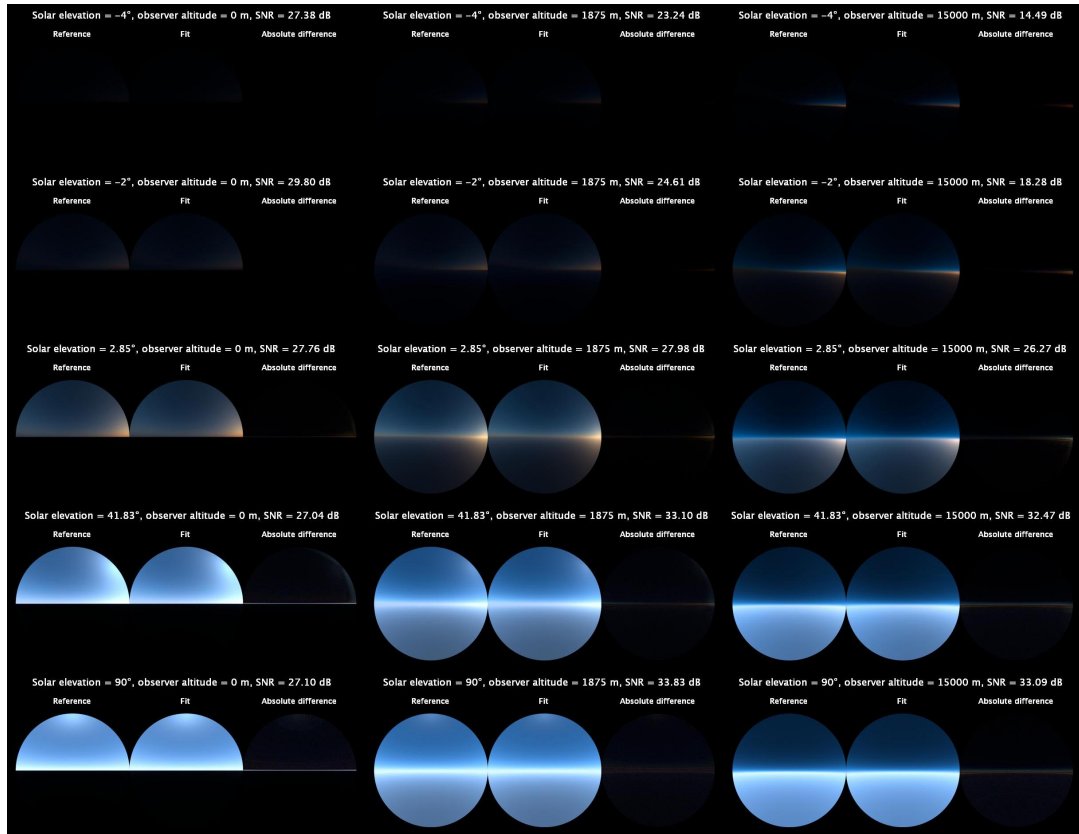 Solar elevation = −4°, observer altitude = 0 m, SNR = 27.38 dB
Reference Fit Absolute difference
Solar elevation = −4°, observer altitude = 1875 m, SNR = 23.24 dB
Reference Fit Absolute difference
Solar elevation = −4°, observer altitude = 15000 m, SNR = 14.49 dB
Reference Fit Absolute difference
Solar elevation = −2°, observer altitude = 0 m, SNR = 29.80 dB
Reference Fit Absolute difference
Solar elevation = −2°, observer altitude = 1875 m, SNR = 24.61 dB
Reference Fit Absolute difference
Solar elevation = −2°, observer altitude = 15000 m, SNR = 18.28 dB
Reference Fit Absolute difference
Solar elevation = 2.85°, observer altitude = 0 m, SNR = 27.76 dB
Reference Fit Absolute difference
Solar elevation = 2.85°, observer altitude = 1875 m, SNR = 27.98 dB
Reference Fit Absolute difference
Solar elevation = 2.85°, observer altitude = 15000 m, SNR = 26.27 dB
Reference Fit Absolute difference
Solar elevation = 41.83°, observer altitude = 0 m, SNR = 27.04 dB
Reference Fit Absolute difference
Solar elevation = 41.83°, observer altitude = 1875 m, SNR = 33.10 dB
Reference Fit Absolute difference
Solar elevation = 41.83°, observer altitude = 15000 m, SNR = 32.47 dB
Reference Fit Absolute difference
Solar elevation = 90°, observer altitude = 0 m, SNR = 27.10 dB
Reference Fit Absolute difference
Solar elevation = 90°, observer altitude = 1875 m, SNR = 33.83 dB
Reference Fit Absolute difference
Solar elevation = 90°, observer altitude = 15000 m, SNR = 33.09 dB
Reference Fit Absolute difference